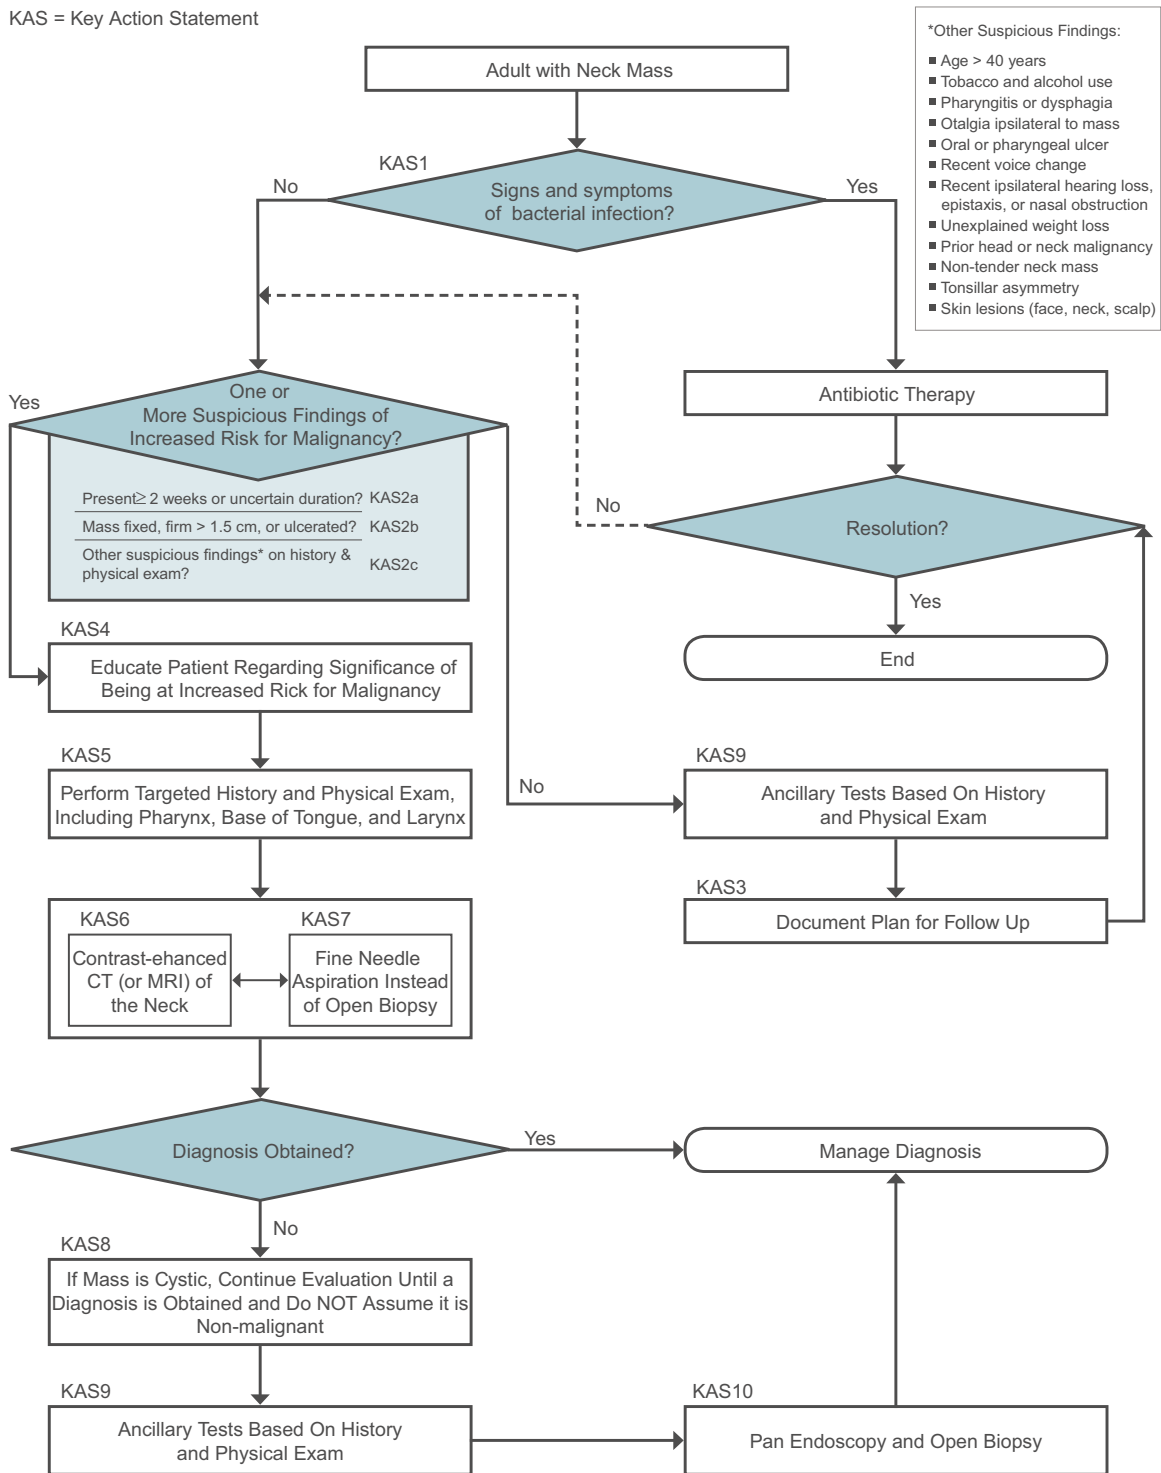 KAS = Key Action Statement
*Other Suspicious Findings:
■ Age > 40 years
■ Tobacco and alcohol use
■ Pharyngitis or dysphagia
■ Otalgia ipsilateral to mass
■ Oral or pharyngeal ulcer
■ Recent voice change
■ Recent ipsilateral hearing loss,
epistaxis, or nasal obstruction
■ Unexplained weight loss
■ Prior head or neck malignancy
■ Non-tender neck mass
■ Tonsillar asymmetry
■ Skin lesions (face, neck, scalp)
Adult with Neck Mass
KAS1
Signs and symptoms
of bacterial infection?
No
Yes
One or
More Suspicious Findings of
Increased Risk for Malignancy?
Yes
Present≥ 2 weeks or uncertain duration? KAS2a
Mass fixed, firm > 1.5 cm, or ulcerated? KAS2b
Other suspicious findings* on history &
physical exam?
KAS2c
Antibiotic Therapy
No
Resolution?
Yes
End
KAS4
Educate Patient Regarding Significance of
Being at Increased Rick for Malignancy
KAS5
Perform Targeted History and Physical Exam,
Including Pharynx, Base of Tongue, and Larynx
No
KAS9
Ancillary Tests Based On History
and Physical Exam
KAS3
Document Plan for Follow Up
KAS6
Contrast-ehanced
CT (or MRI) of
the Neck
KAS7
Fine Needle
Aspiration Instead
of Open Biopsy
Diagnosis Obtained?
Yes
Manage Diagnosis
No
KAS8
If Mass is Cystic, Continue Evaluation Until a
Diagnosis is Obtained and Do NOT Assume it is
Non-malignant
KAS9
Ancillary Tests Based On History
and Physical Exam
KAS10
Pan Endoscopy and Open Biopsy